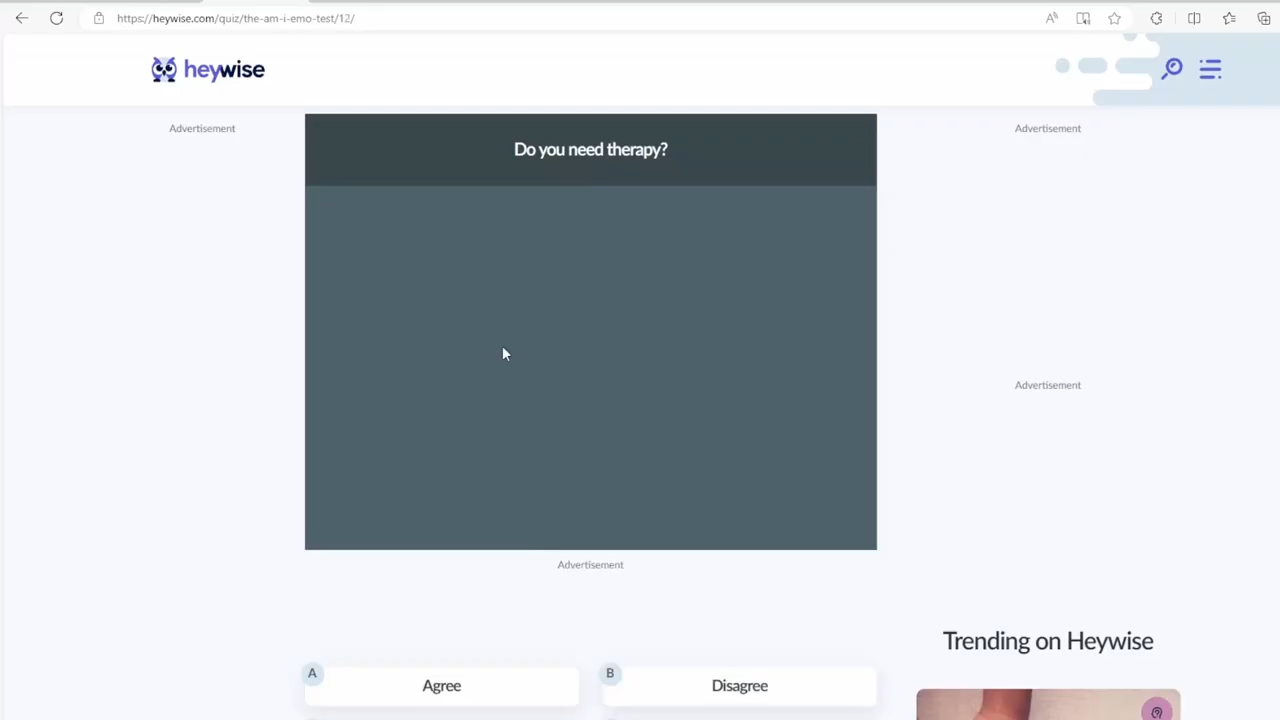 https://heywise.com/quiz/the-am-i-emo-test/12/
heywise
Advertisement
Do you need therapy?
Advertisement
Advertisement
Advertisement
Trending on Heywise
A
Agree
B
Disagree